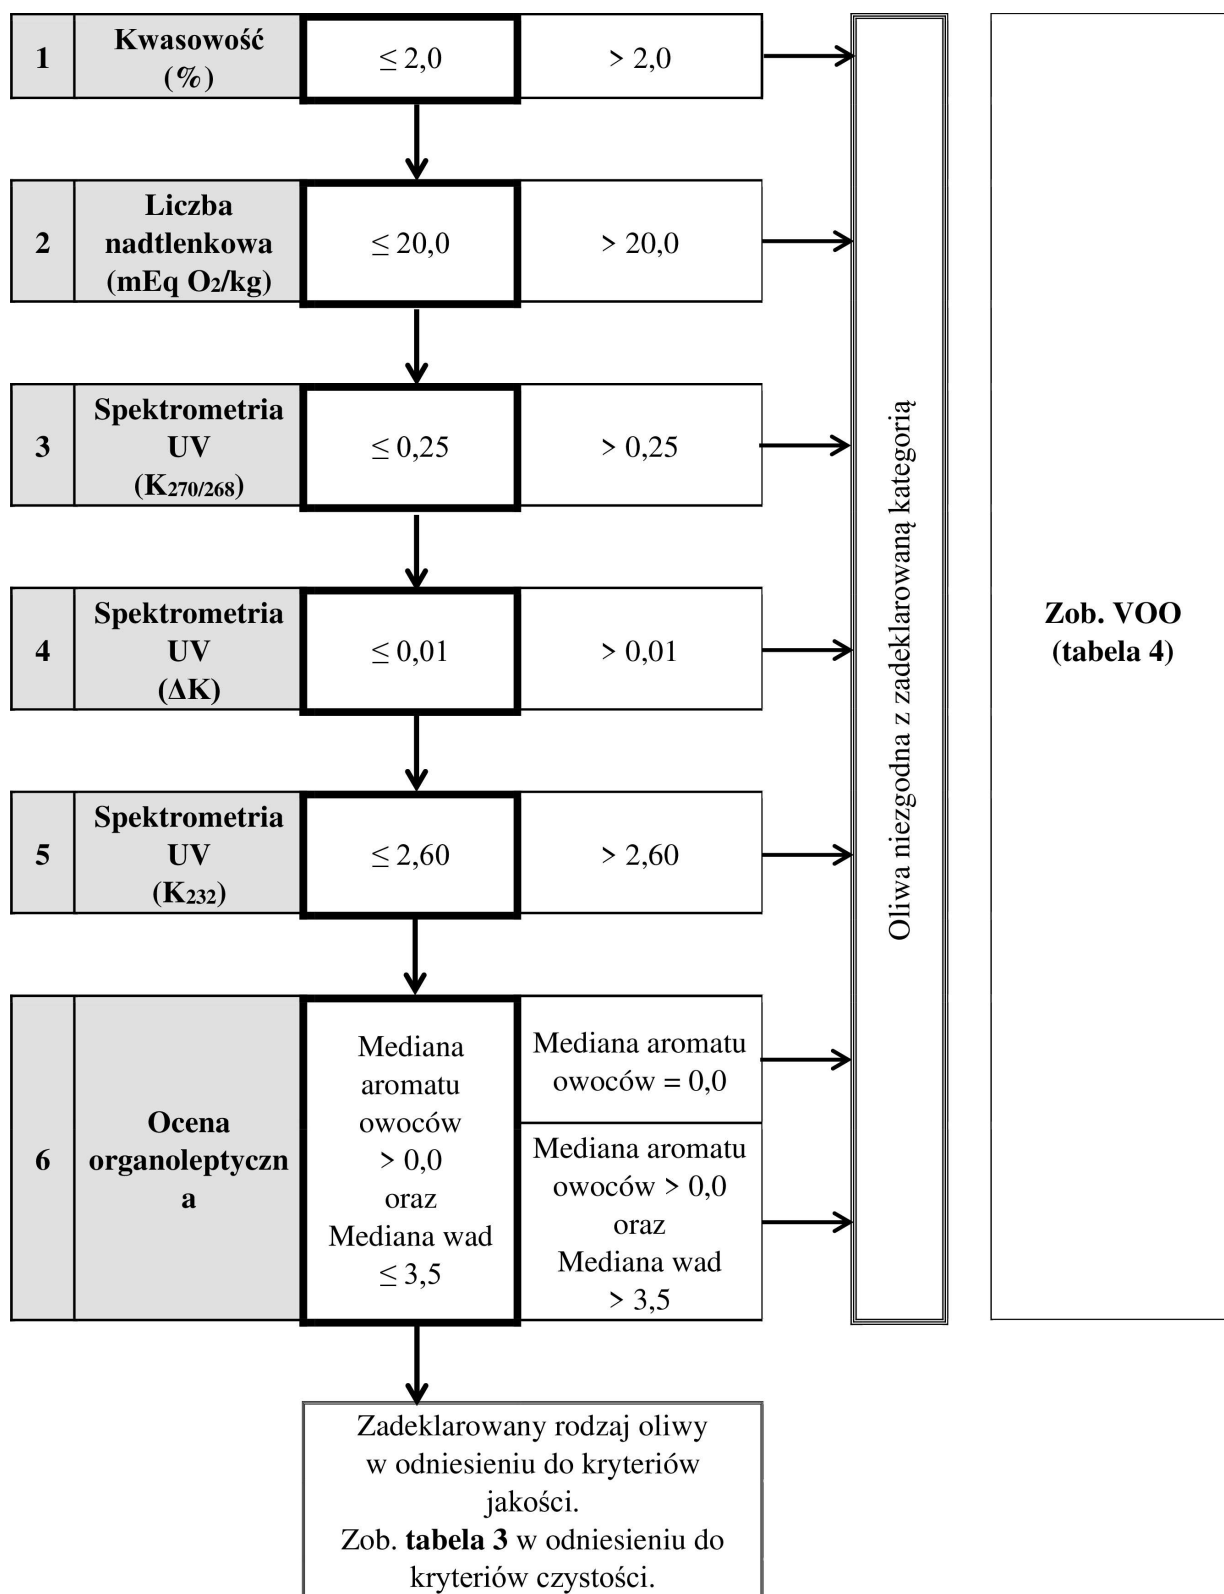 1
Kwasowość
(%)
≤ 2,0
> 2,0
2
Liczba
nadtlenkowa
(mEq O2/kg)
≤ 20,0
> 20,0
3
Spektrometria
UV
(K270/268)
≤ 0,25
> 0,25
4
Spektrometria
UV
(ΔK)
≤ 0,01
> 0,01
5
Spektrometria
UV
(K232)
≤ 2,60
> 2,60
6
Ocena
organoleptyczn
a
Mediana
aromatu
owoców
> 0,0
oraz
Mediana wad
≤ 3,5
Mediana aromatu
owoców = 0,0
Mediana aromatu
owoców > 0,0
oraz
Mediana wad
> 3,5
Oliwa niezgodna z zadeklarowaną kategorią
Zob. VOO
(tabela 4)
Zadeklarowany rodzaj oliwy
w odniesieniu do kryteriów
jakości.
Zob. tabela 3 w odniesieniu do
kryteriów czystości.